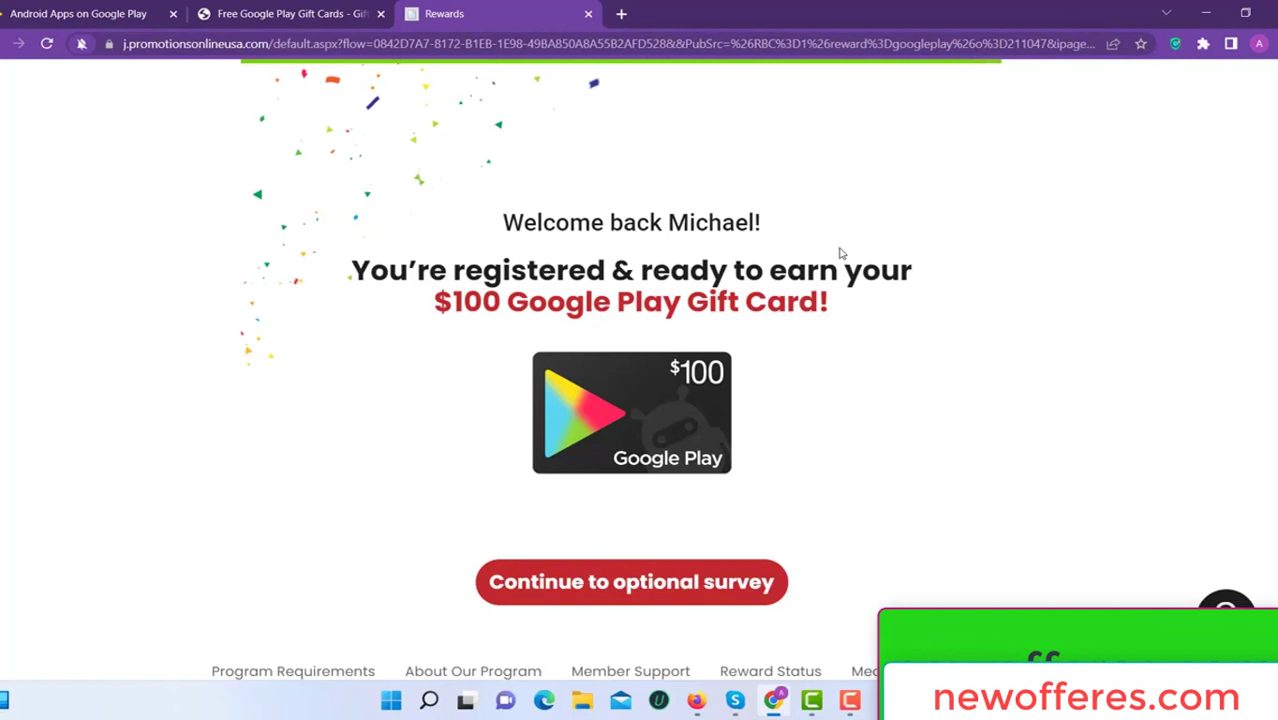 Android Apps on Google Play
Free Google Play Gift Cards - Gif
Rewards
j.promotionsonlineusa.com/default.aspx?flow=0842D7A7-8172-B1EB-1E98-49BA850A8A55B2AFD528&&PubSrc=%26RBC%3D1%26reward%3Dgoogleplay%26o%3D211047&ipage...
A
Welcome back Michael!
You're registered & ready to earn your
$100 Google Play Gift Card!
$100
Google Play
Continue to optional survey
Program Requirements About Our Program Member Support Reward Status Me
newofferes.com